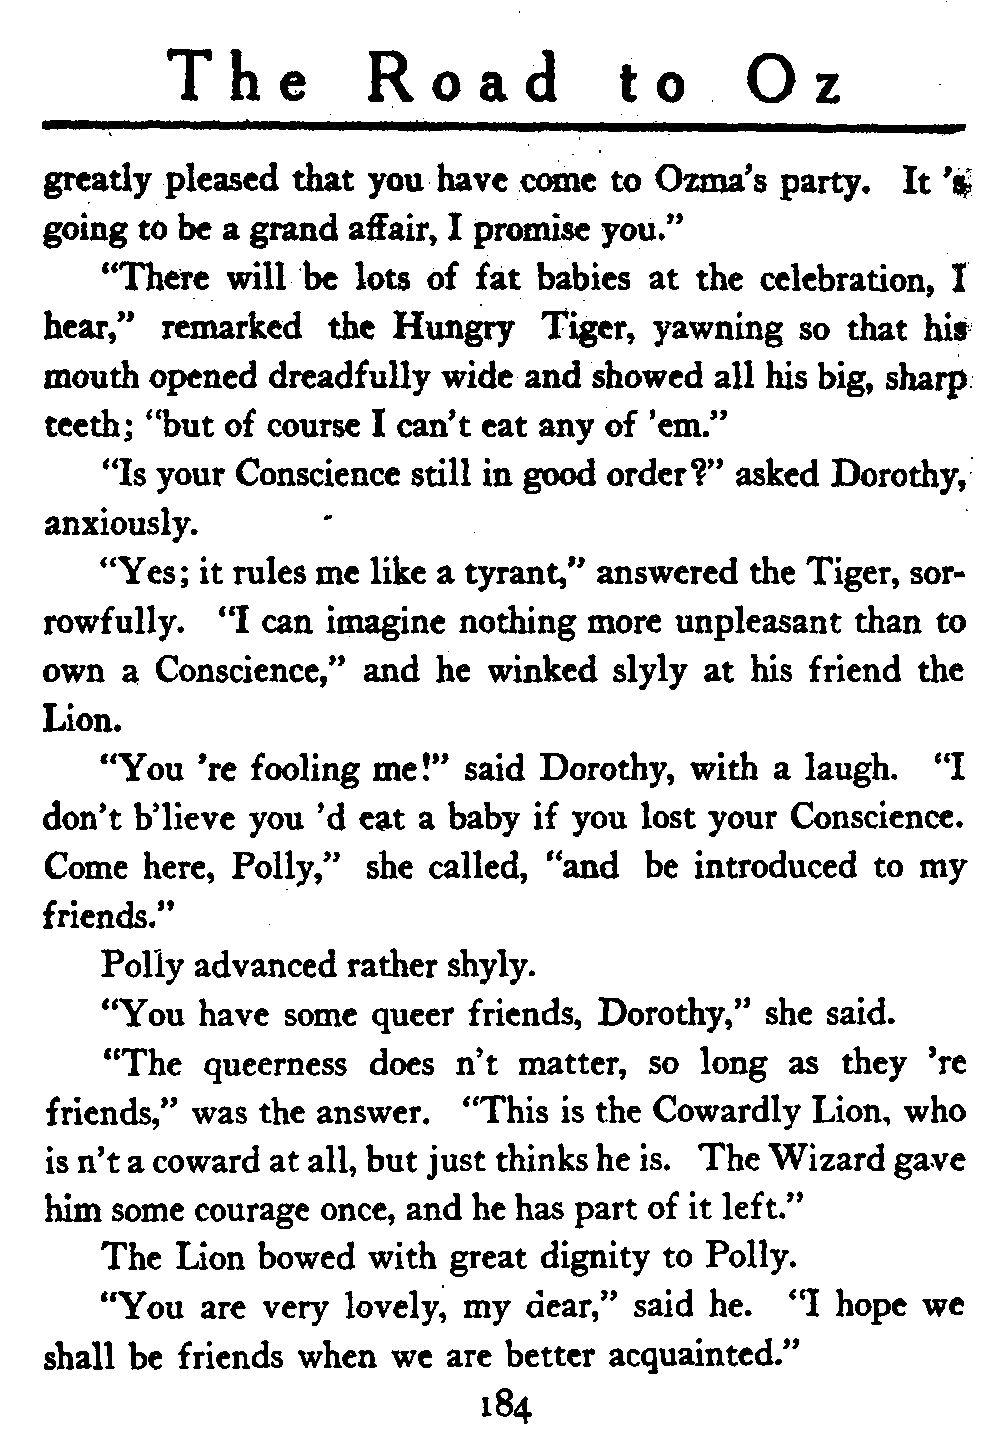 The Road to Oz
greatly pleased that you have come to Ozma's party. It 's
going to be a grand affair, I promise you."
"There will be lots of fat babies at the celebration, I
hear," remarked the Hungry Tiger, yawning so that his
mouth opened dreadfully wide and showed all his big, sharp
teeth; "but of course I can't eat any of 'em."
"Is your Conscience still in good order?" asked Dorothy,
anxiously.
"Yes; it rules me like a tyrant," answered the Tiger, sor-
rowfully. "I can imagine nothing more unpleasant than to
own a Conscience," and he winked slyly at his friend the
Lion.
"You 're fooling me!" said Dorothy, with a laugh. "I
don't b'lieve you 'd eat a baby if you lost your Conscience.
Come here, Polly," she called, "and be introduced to my
friends."
Polly advanced rather shyly.
"You have some queer friends, Dorothy," she said.
"The queerness does n't matter, so long as they 're
friends," was the answer. "This is the Cowardly Lion, who
is n't a coward at all, but just thinks he is. The Wizard gave
him some courage once, and he has part of it left."
The Lion bowed with great dignity to Polly.
"You are very lovely, my dear," said he. "I hope we
shall be friends when we are better acquainted."
184